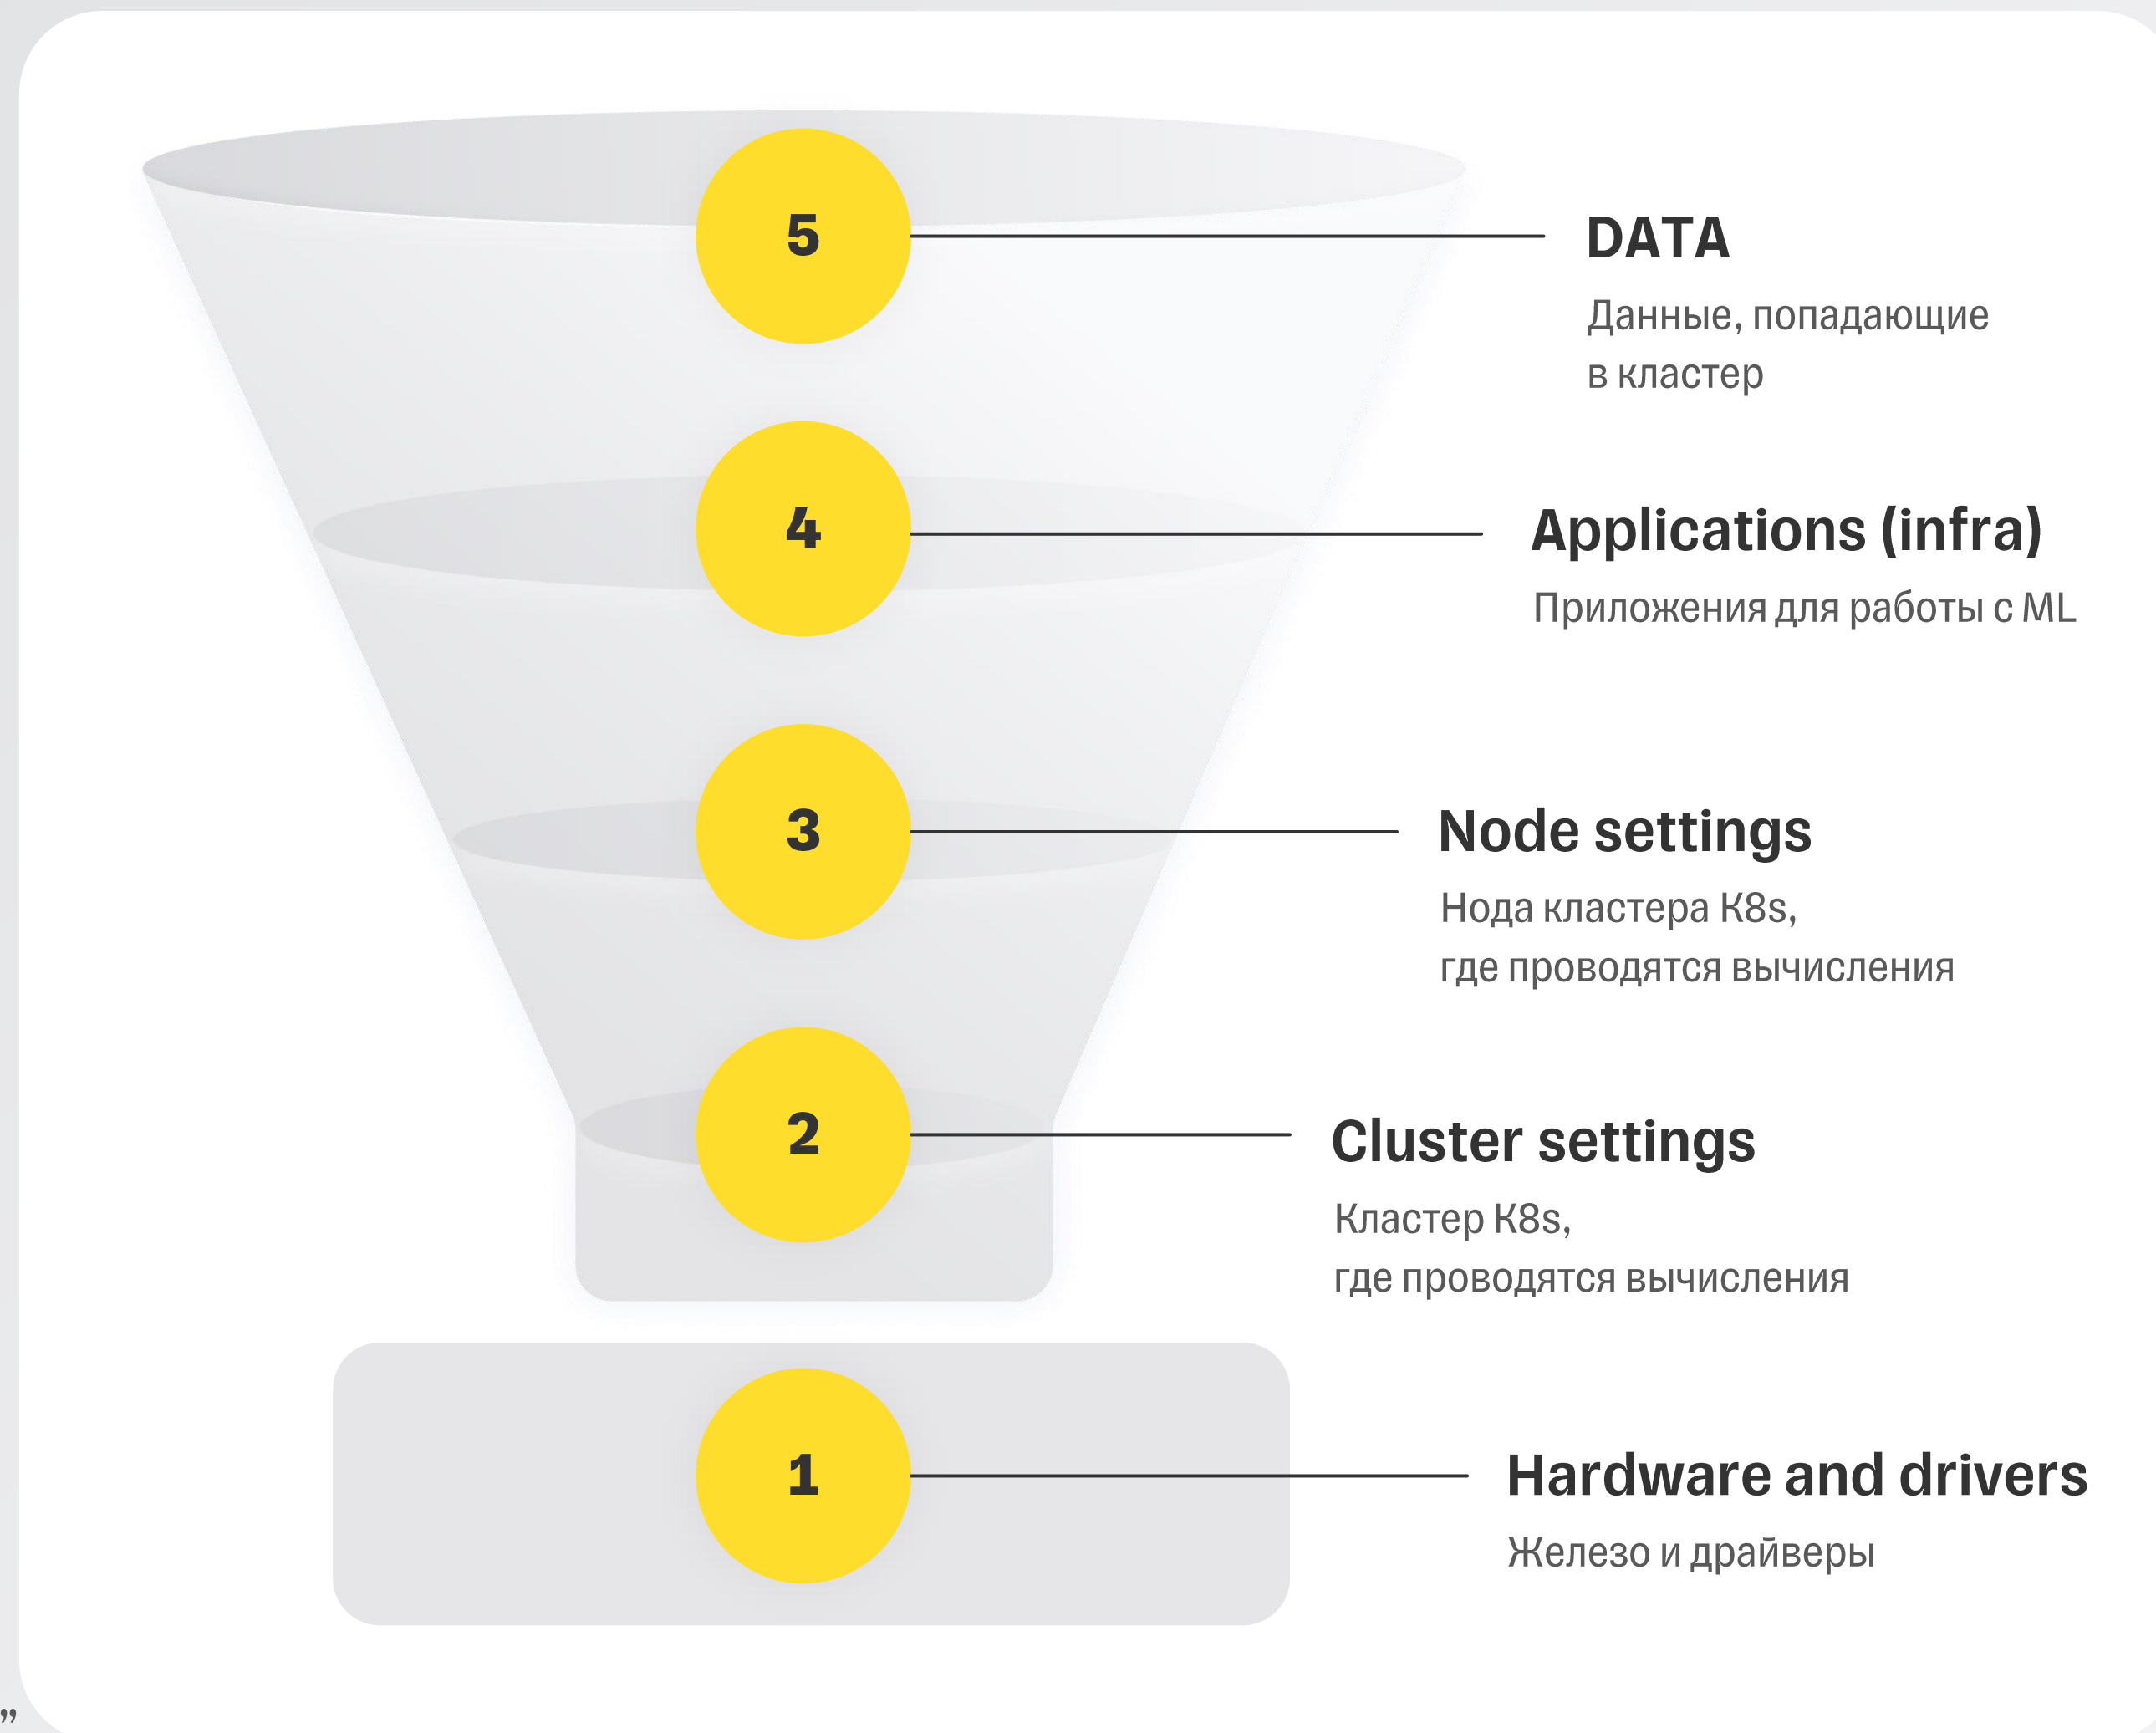 5
DATA
Данные, попадающие
в кластер
4
Applications (infra)
Приложения для работы с ML
3
Node settings
Нода кластера K8s,
где проводятся вычисления
2
Cluster settings
Кластер K8s,
где проводятся вычисления
1
Hardware and drivers
Железо и драйверы
”